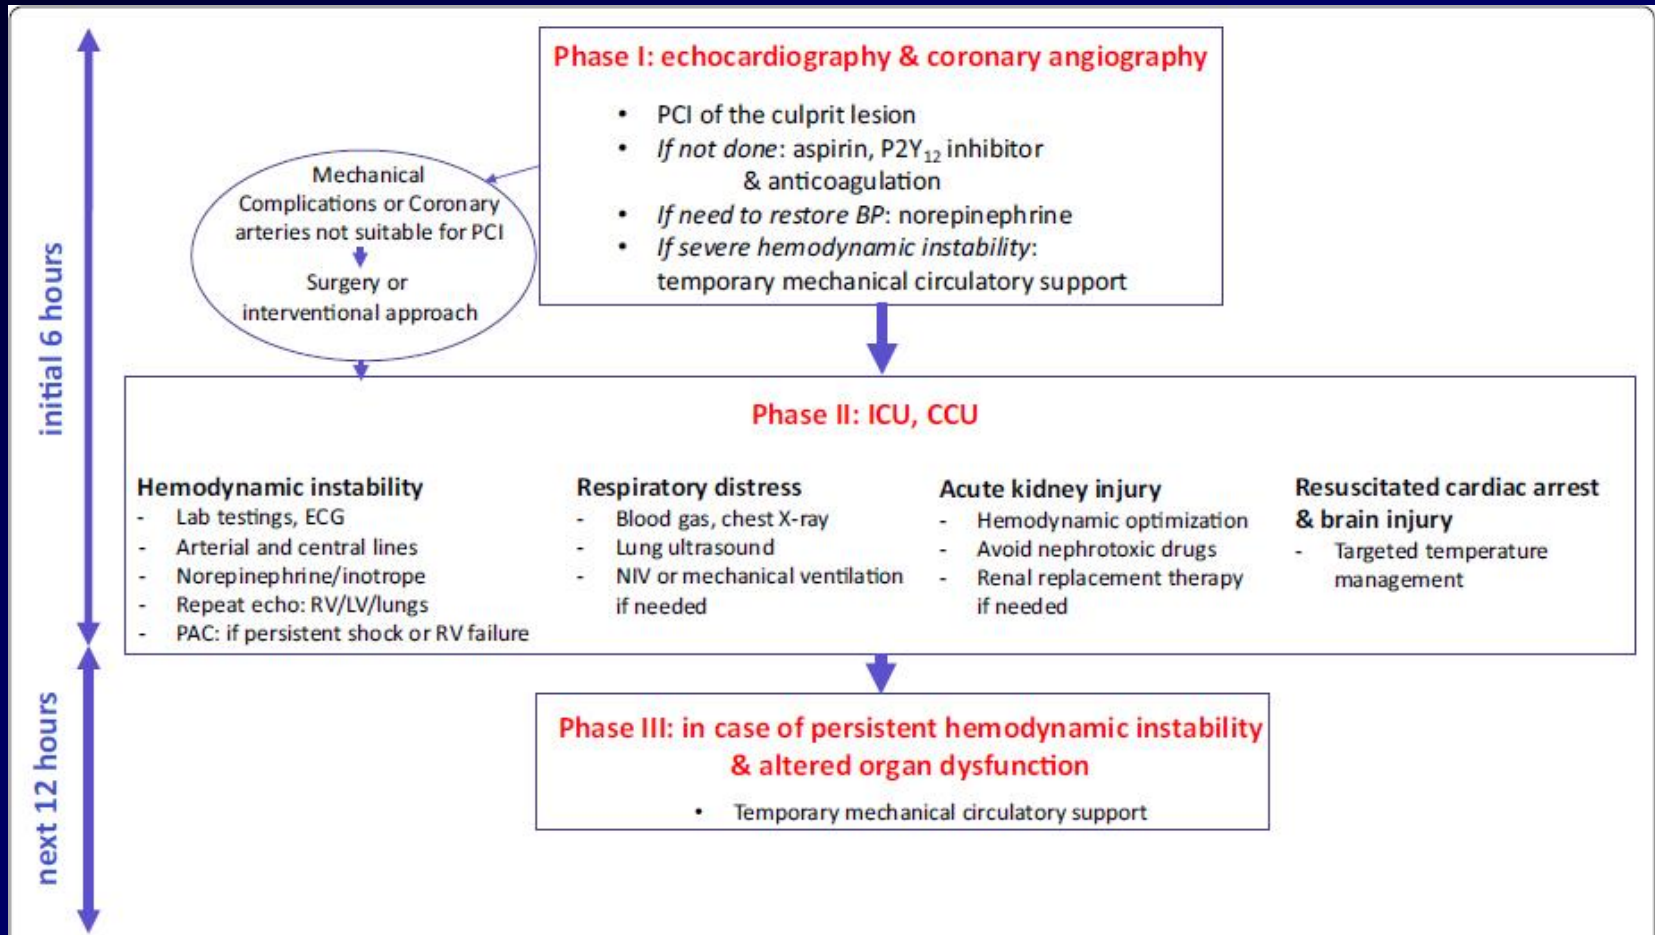 Phase I: echocardiography & coronary angiography
• PCI of the culprit lesion
• If not done: aspirin, P2Y12 inhibitor
& anticoagulation
• If need to restore BP: norepinephrine
• If severe hemodynamic instability:
temporary mechanical circulatory support
Mechanical
Complications or Coronary
arteries not suitable for PCI
Surgery or
interventional approach
initial 6 hours
Phase II: ICU, CCU
Hemodynamic instability
- Lab testings, ECG
- Arterial and central lines
- Norepinephrine/inotrope
- Repeat echo: RV/LV/lungs
- PAC: if persistent shock or RV failure
Respiratory distress
- Blood gas, chest X-ray
- Lung ultrasound
- NIV or mechanical ventilation
if needed
Acute kidney injury
- Hemodynamic optimization
- Avoid nephrotoxic drugs
- Renal replacement therapy
if needed
Resuscitated cardiac arrest
& brain injury
- Targeted temperature
management
next 12 hours
Phase III: in case of persistent hemodynamic instability
& altered organ dysfunction
• Temporary mechanical circulatory support